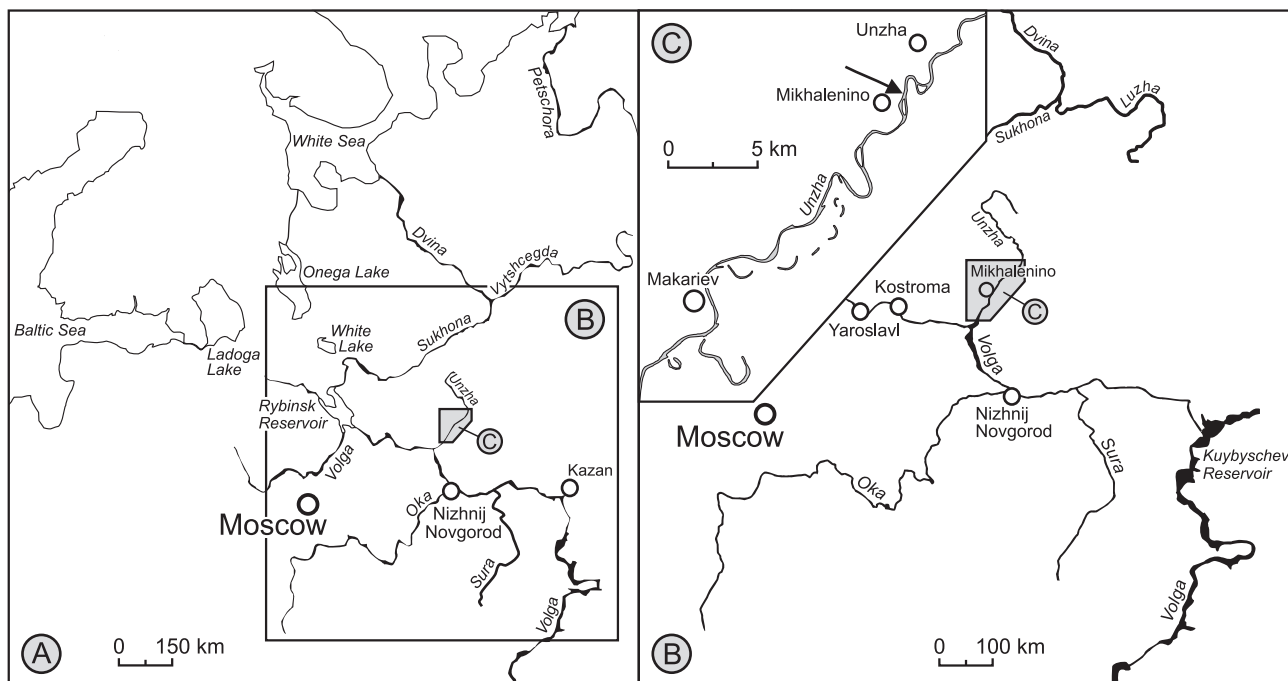 Petschora
White Sea
Dvina
Vytshcegda
Onega Lake
B
Baltic Sea
Ladoga
Lake
White
Lake
Sukhona
Unzha
Rybinsk
Reservoir
C
Volga
Kazan
Moscow
Oka
Nizhnij
Novgorod
Sura
Volga
A
0 150 km
C
Unzha
Mikhalenino
0 5 km
Unzha
Makariev
Dvina
Luzha
Sukhona
Unzha
Mikhalenino
Kostroma
C
Yaroslavl
Volga
Moscow
Nizhnij
Novgorod
Sura
Kuybyschev
Reservoir
Oka
Volga
B
0 100 km